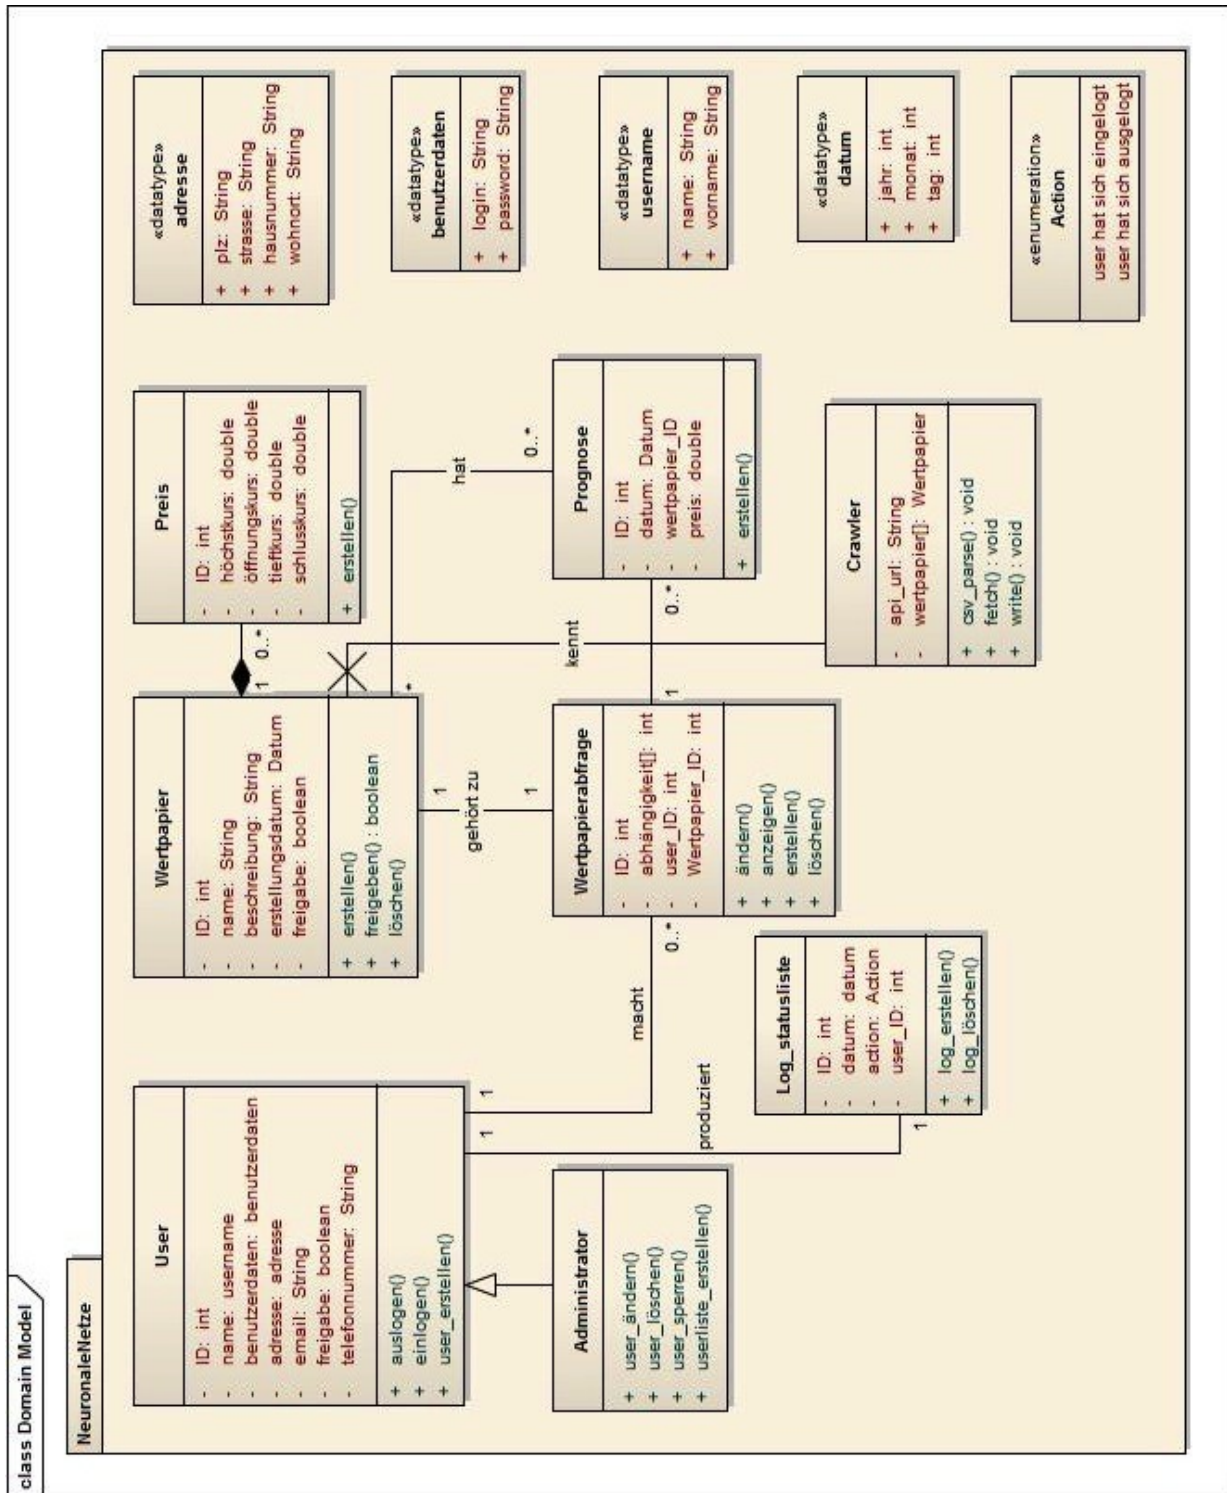 class Domain Model
NeuronaleNetze
User
- ID: int
- name: username
- benutzerdaten: benutzerdaten
- adresse: adresse
- email: String
- freigabe: boolean
- telefonnummer: String
+ auslogen()
+ einlogen()
+ user_erstellen()
Wertpapier
- ID: int
- name: String
- beschreibung: String
- erstellungsdatum: Datum
- freigabe: boolean
+ erstellen()
+ freigeben() : boolean
+ löschen()
1
0..*
Preis
- ID: int
- höchstkurs: double
- öffnungskurs: double
- tieftkurs: double
- schlusskurs: double
+ erstellen()
«datatype»
adresse
+ plz: String
+ strasse: String
+ hausnummer: String
+ wohnort: String
«datatype»
benutzerdaten
+ login: String
+ password: String
1
1
macht
0..*
produziert
1
1
gehört zu
1
*
hat
0..*
kennt
Administrator
+ user_ändern()
+ user_löschen()
+ user_sperren()
+ userliste_erstellen()
Wertpapierabfrage
- ID: int
- abhängigkeit[]: int
- user_ID: int
- Wertpapier_ID: int
+ ändern()
+ anzeigen()
+ erstellen()
+ löschen()
1
0..*
Prognose
- ID: int
- datum: Datum
- wertpapier_ID
- preis: double
+ erstellen()
«datatype»
username
+ name: String
+ vorname: String
Log_statusliste
- ID: int
- datum: datum
- action: Action
- user_ID: int
+ log_erstellen()
+ log_löschen()
Crawler
- api_url: String
- wertpapier[]: Wertpapier
+ csv_parse() : void
+ fetch() : void
+ write() : void
«datatype»
datum
+ jahr: int
+ monat: int
+ tag: int
«enumeration»
Action
user hat sich eingelogt
user hat sich ausgelogt